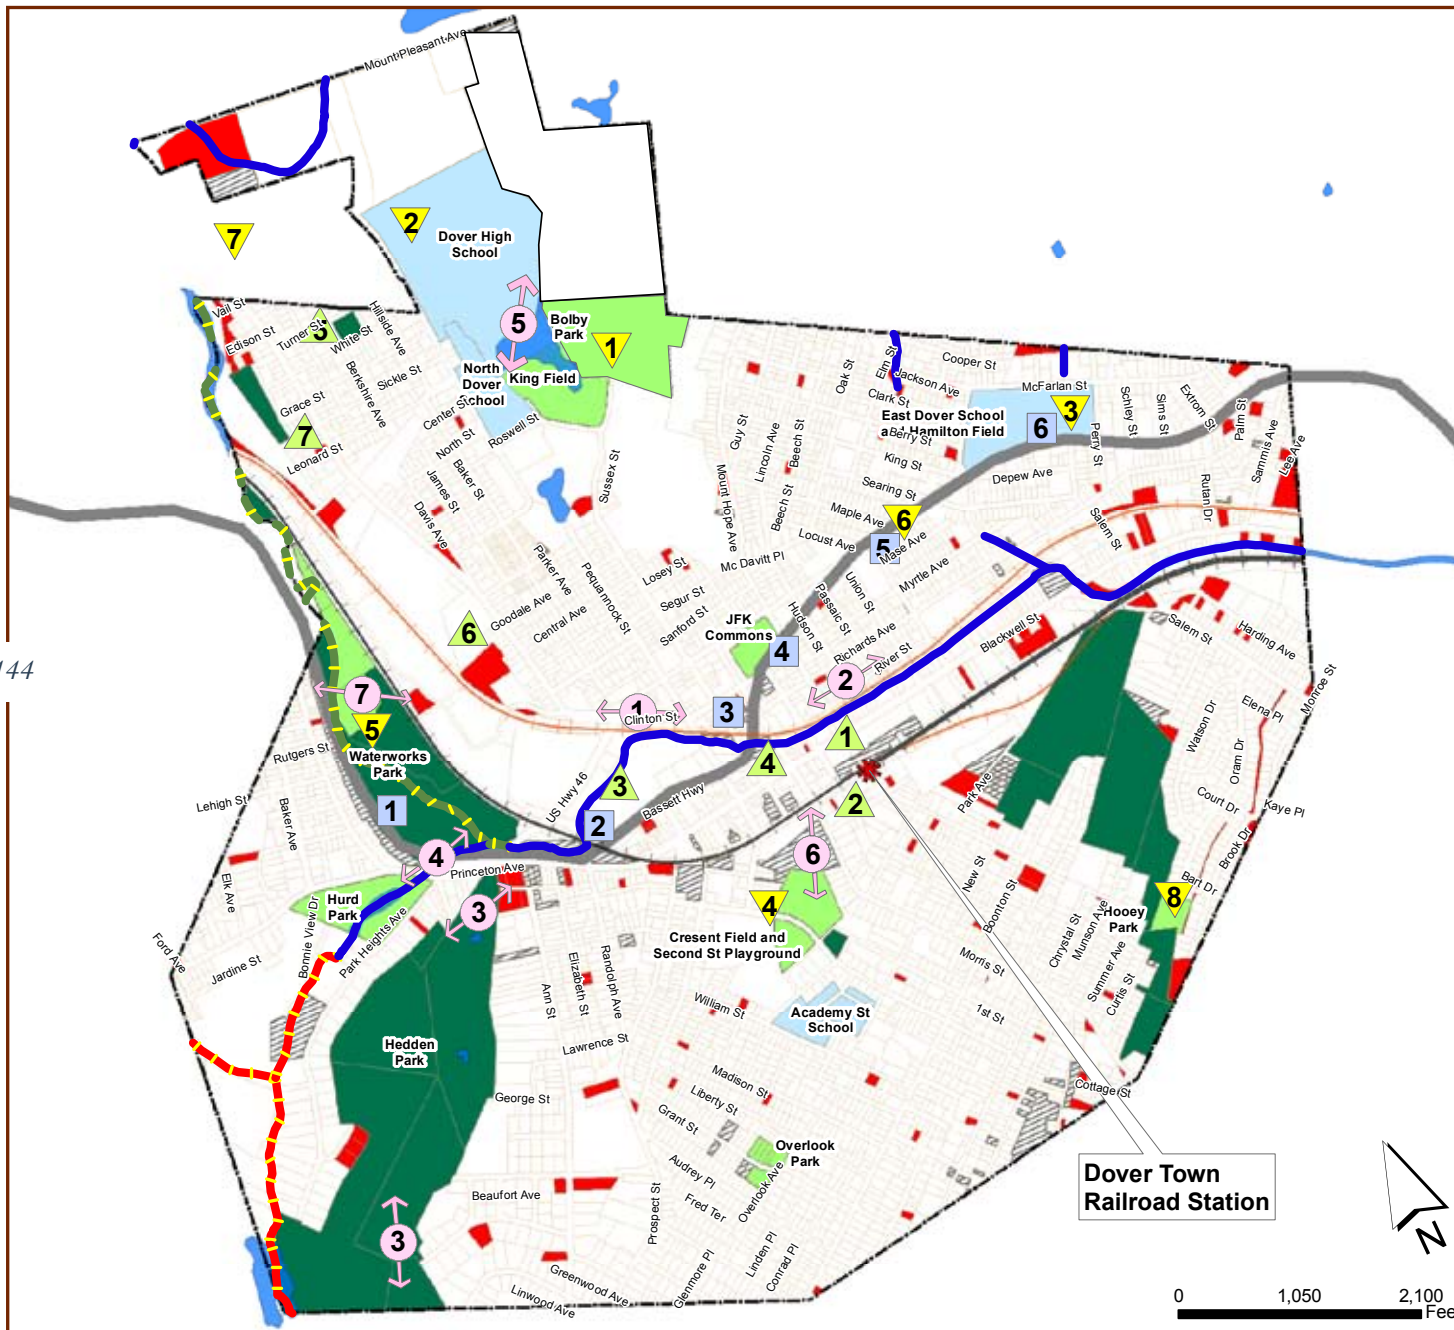 Mount Pleasant Ave
2
Dover High
School
7
5
Bolby
Park
1
North
Dover
School
King Field
Vail St
Edison St
Turner St
5
White St
Hillside Ave
Berkshire Ave
Sickle St
Grace St
7
Leonard St
Center St
North St
Roswell St
Baker St
James St
Davis Ave
Sussex St
Guy St
Lincoln Ave
Beech St
Beech St
Mount Hope Ave
Oak St
Elm St
Cooper St
Jackson Ave
Clark St
McFarlan St
East Dover School
and Hamilton Field
3
6
Berry St
King St
Searing St
Depew Ave
Perry St
Schley St
Sims St
Extrom St
Palm St
Sammis Ave
Lee Ave
Rutan Dr
Salem St
Maple Ave
6
5
Mase Ave
Locust Ave
Myrtle Ave
Mc Davitt Pl
Union St
Passaic St
Hudson St
Parker Ave
Pequannock St
Losey St
Segur St
Sanford St
Goodale Ave
Central Ave
6
JFK
Commons
4
Richards Ave
River St
Blackwell St
Salem St
Harding Ave
Monroe St
144
7
5
Waterworks
Park
Rutgers St
Lehigh St
Baker Ave
1
1
Clinton St
3
2
1
4
3
US Hwy 46
Bassett Hwy
2
2
Park Ave
Watson Dr
Elena Pl
Oram Dr
Court Dr
Kaye Pl
Brook Dr
Bart Dr
4
Princeton Ave
6
3
4
Hurd
Park
Elk Ave
Ford Ave
Jardine St
Bonnie View Dr
Park Heights Ave
Cresent Field and
Second St Playground
New St
Boonton St
8
Hooey
Park
Chrystal St
Munson Ave
Summer Ave
Curtis St
Morris St
1st St
Ann St
Elizabeth St
Randolph Ave
William St
Academy St
School
Lawrence St
Hedden
Park
George St
Madison St
Liberty St
Grant St
Cottage St
Overlook
Park
Audrey Pl
Fred Ter
Overlook Ave
Beaufort Ave
Prospect St
3
Greenwood Ave
Linwood Ave
Glenmore Pl
Linden Pl
Conrad Pl
Dover Town
Railroad Station
N
0 1,050 2,100
Fee